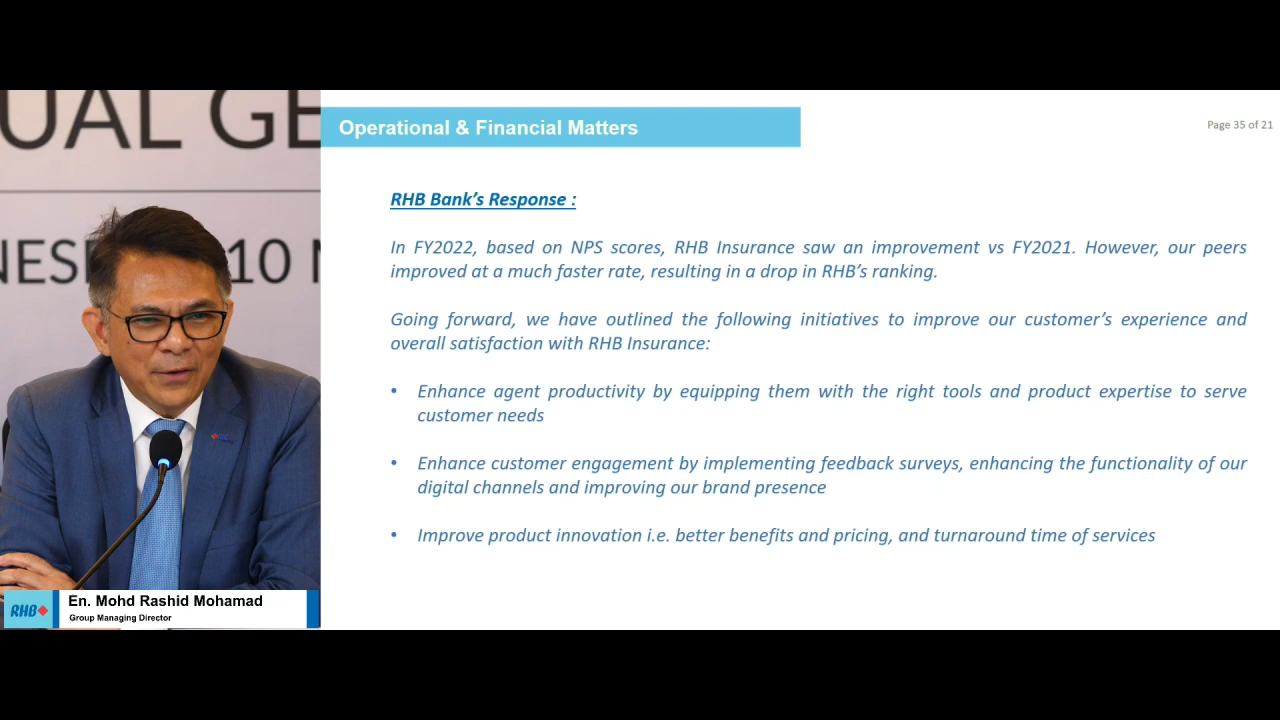 UAL GE
10
Operational & Financial Matters
Page 35 of 21
RHB Bank's Response :
In FY2022, based on NPS scores, RHB Insurance saw an improvement vs FY2021. However, our peers
improved at a much faster rate, resulting in a drop in RHB's ranking.
Going forward, we have outlined the following initiatives to improve our customer's experience and
overall satisfaction with RHB Insurance:
• Enhance agent productivity by equipping them with the right tools and product expertise to serve
customer needs
• Enhance customer engagement by implementing feedback surveys, enhancing the functionality of our
digital channels and improving our brand presence
• Improve product innovation i.e. better benefits and pricing, and turnaround time of services
RHB
En. Mohd Rashid Mohamad
Group Managing Director